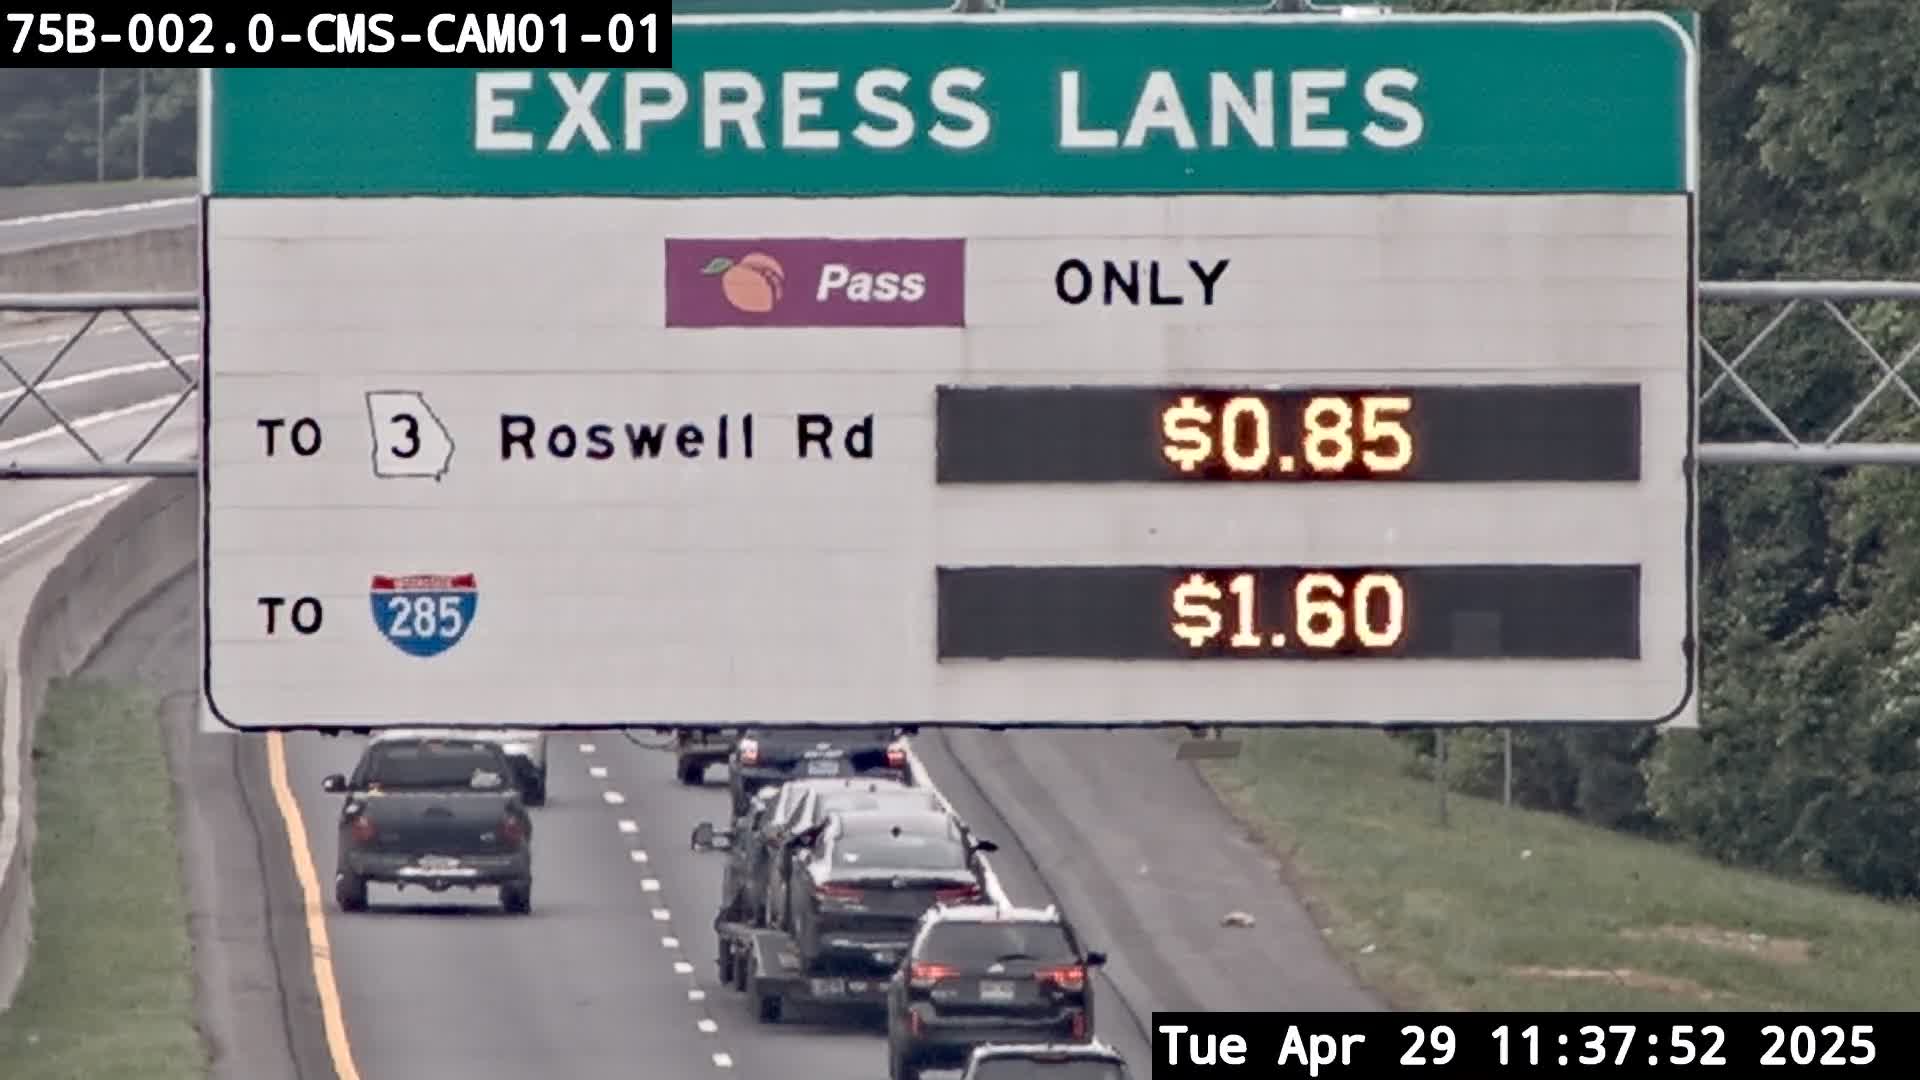 75B-002.0-CMS-CAM01-01
EXPRESS LANES
Pass ONLY
TO 3 Roswell Rd $0.85
TO 285 $1.60
Tue Apr 29 11:37:52 2025